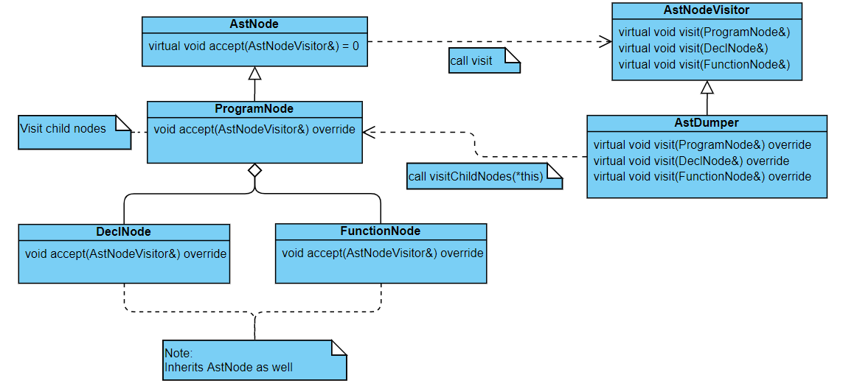 AstNode
virtual void accept(AstNodeVisitor&) = 0
AstNodeVisitor
virtual void visit(ProgramNode&)
virtual void visit(DeclNode&)
virtual void visit(FunctionNode&)
call visit
ProgramNode
void accept(AstNodeVisitor&) override
Visit child nodes
AstDumper
virtual void visit(ProgramNode&) override
virtual void visit(DeclNode&) override
virtual void visit(FunctionNode&) override
call visitChildNodes(*this)
DeclNode
void accept(AstNodeVisitor&) override
FunctionNode
void accept(AstNodeVisitor&) override
Note:
Inherits AstNode as well